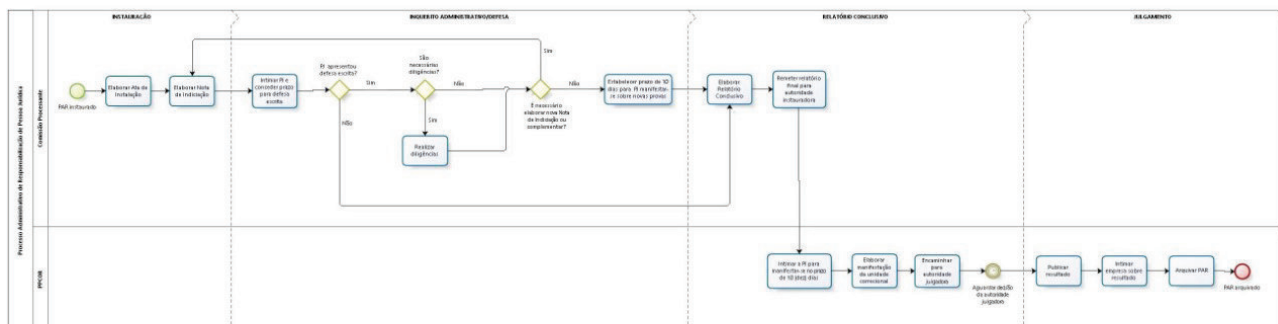 INSTAURAÇÃO
INQUÉRITO ADMINISTRATIVO/DEFESA
RELATÓRIO CONCLUSIVO
JULGAMENTO
Processo Administrativo de Responsabilização de Pessoa Jurídica
Comissão Processante
PAR instaurado
Elaborar Ata de
Instalação
Elaborar Nota
de Indiciação
Intimar PJ e
conceder prazo
para defesa
escrita
PJ apresentou
defesa escrita?
Sim
Não
São
necessárias
diligências?
Não
Sim
Realizar
diligências
Sim
Não
É necessário
elaborar nova Nota
de Indiciação ou
complementar?
Estabelecer prazo de 10
dias para PJ manifestar-
se sobre novas provas
Elaborar
Relatório
Conclusivo
Remeter relatório
final para
autoridade
instauradora
Intimar a PJ para
manifestar-se no prazo
de 10 (dez) dias
Elaborar
manifestação
da unidade
correcional
Encaminhar
para
autoridade
julgadora
Aguardar decisão
da autoridade
julgadora
Publicar
resultado
Intimar
empresa sobre
resultado
Arquivar PAR
PAR arquivado